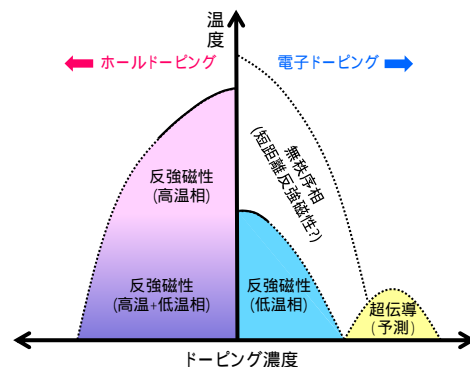 温
度
ホールドーピング
電子ドーピング
無秩序相
(短距離反強磁性?)
反強磁性
(高温相)
反強磁性
(高温+低温相)
反強磁性
(低温相)
超伝導
(予測)
ドーピング濃度